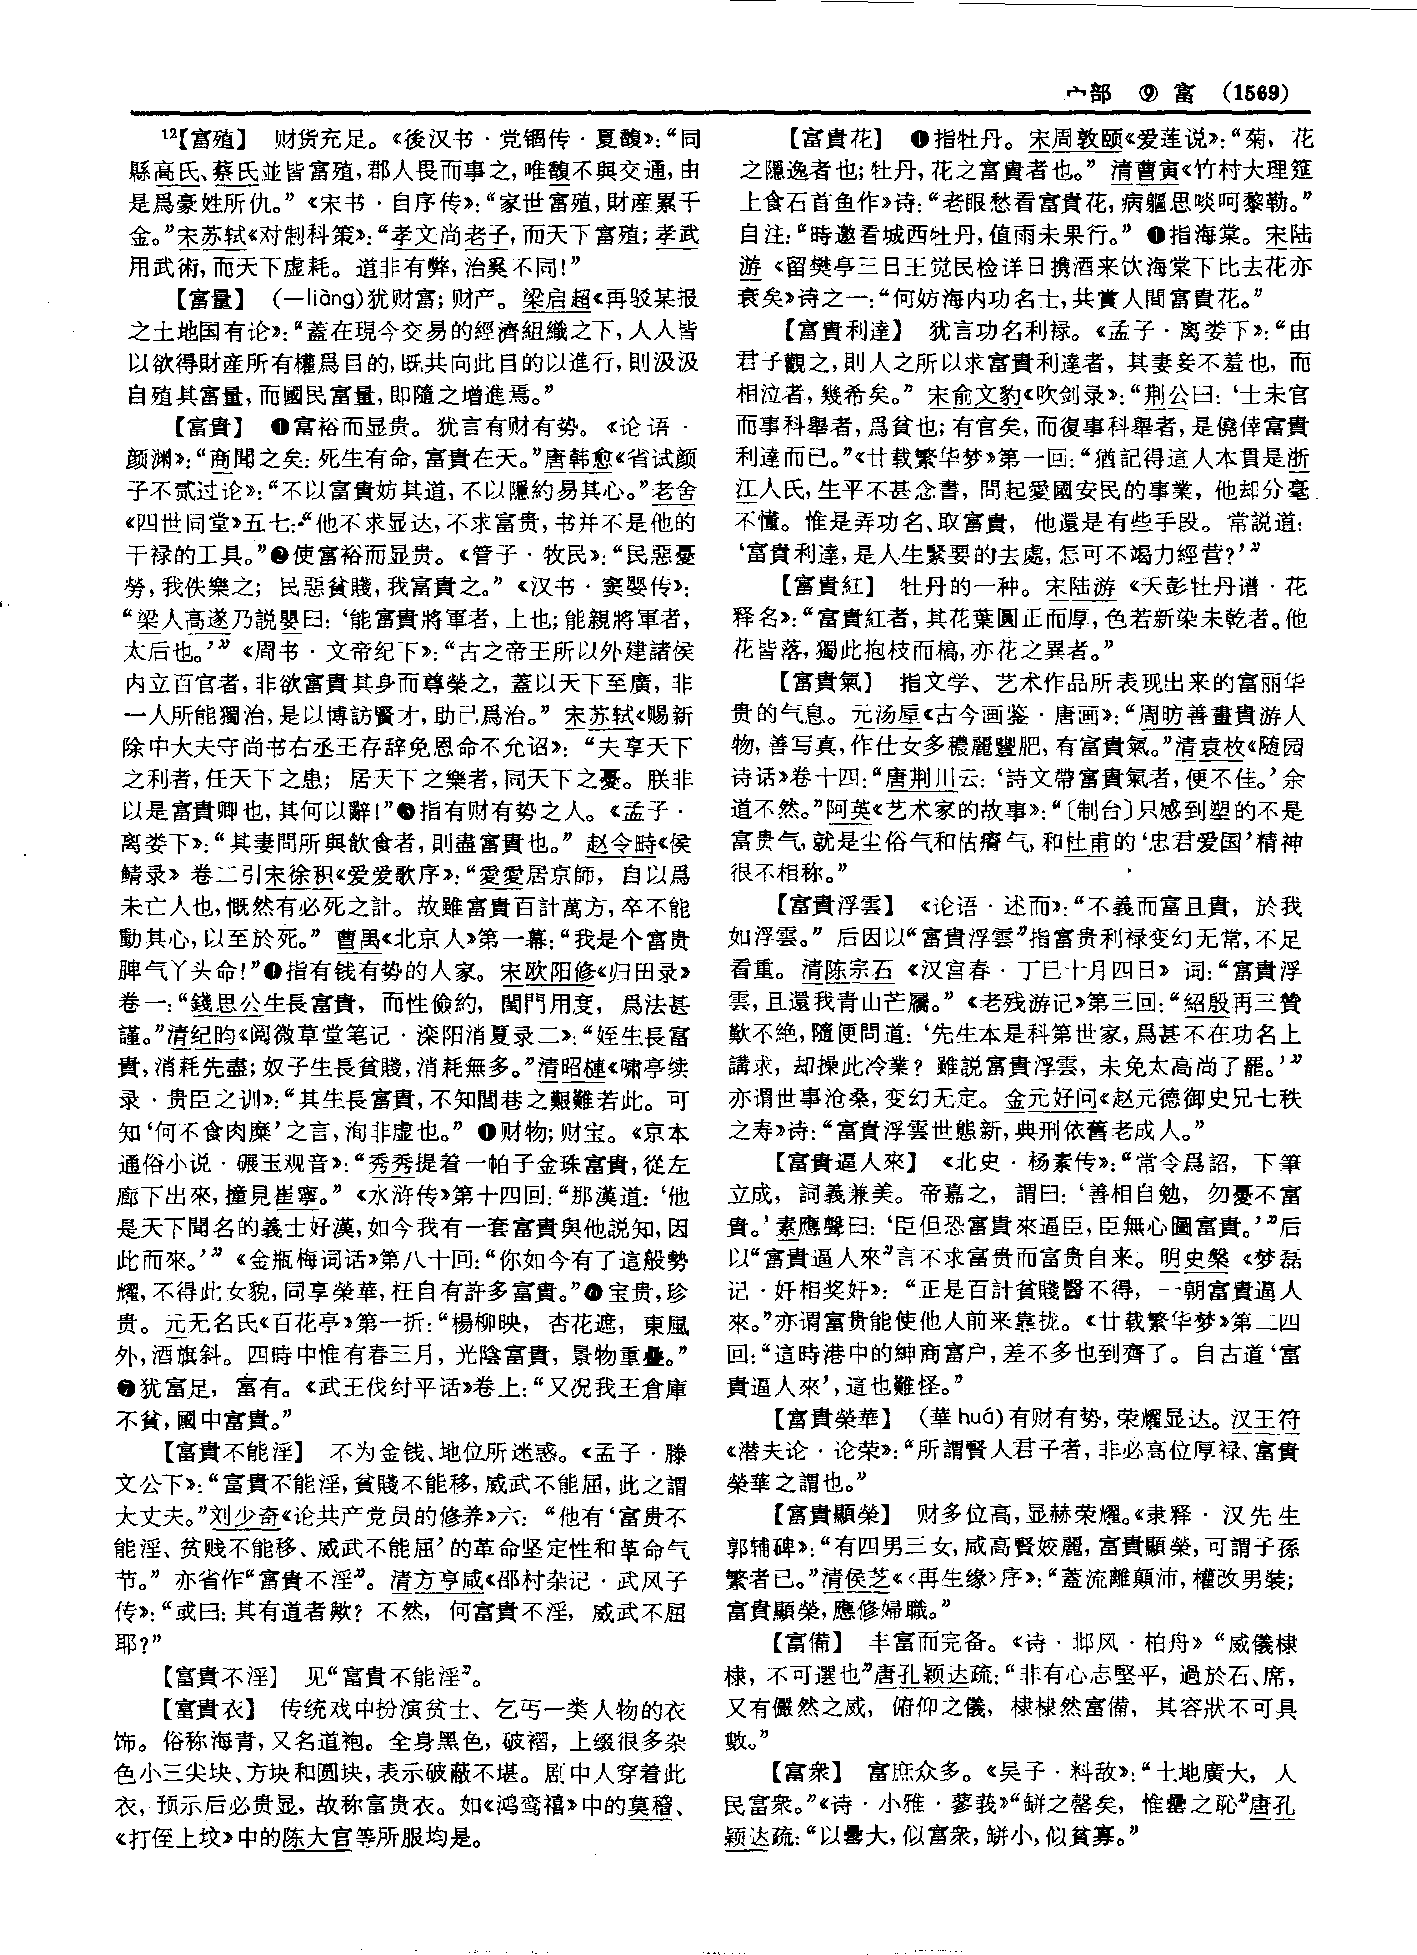 宀部 ⑨ 富 (1569)
¹²【富殖】 财货充足。《後汉书·党锢传·夏馥》：“同
縣高氏、蔡氏並皆富殖，郡人畏而事之，唯馥不與交通，由
是爲豪姓所仇。”《宋书·自序传》：“家世富殖，財産累千
金。”宋苏轼《对制科策》：“孝文尚老子，而天下富殖；孝武
用武術，而天下虚耗。道非有弊，治奚不同！”
【富量】 (—liàng)犹财富；财产。梁启超《再驳某报
之土地国有论》：“蓋在現今交易的經濟組織之下，人人皆
以欲得財産所有權爲目的，既共向此目的以進行，則汲汲
自殖其富量，而國民富量，即隨之增進焉。”
【富貴】 ❶富裕而显贵。犹言有财有势。《论语·
颜渊》：“商聞之矣：死生有命，富貴在天。”唐韩愈《省试颜
子不贰过论》：“不以富貴妨其道，不以隱約易其心。”老舍
《四世同堂》五七：“他不求显达，不求富贵，书并不是他的
干禄的工具。”❷使富裕而显贵。《管子·牧民》：“民惡憂
勞，我佚樂之；民惡貧賤，我富貴之。”《汉书·窦婴传》：
“梁人高遂乃説嬰曰：‘能富貴將軍者，上也；能親將軍者，
太后也。’”《周书·文帝纪下》：“古之帝王所以外建諸侯
内立百官者，非欲富貴其身而尊榮之，蓋以天下至廣，非
一人所能獨治，是以博訪賢才，助己爲治。”宋苏轼《赐新
除中大夫守尚书右丞王存辞免恩命不允诏》：“夫享天下
之利者，任天下之患；居天下之樂者，同天下之憂。朕非
以是富貴卿也，其何以辭！”❸指有财有势之人。《孟子·
离娄下》：“其妻問所與飲食者，則盡富貴也。”赵令畤《侯
鲭录》卷二引宋徐积《爱爱歌序》：“愛愛居京師，自以爲
未亡人也，慨然有必死之計。故雖富貴百計萬方，卒不能
動其心，以至於死。”曹禺《北京人》第一幕：“我是个富贵
脾气丫头命！”❹指有钱有势的人家。宋欧阳修《归田录》
卷一：“錢思公生長富貴，而性儉約，閨門用度，爲法甚
謹。”清纪昀《阅微草堂笔记·滦阳消夏录二》：“姪生長富
貴，消耗先盡；奴子生長貧賤，消耗無多。”清昭槤《啸亭续
录·贵臣之训》：“其生長富貴，不知閭巷之艱難若此。可
知‘何不食肉糜’之言，洵非虚也。”❺财物；财宝。《京本
通俗小说·碾玉观音》：“秀秀提着一帕子金珠富貴，從左
廊下出來，撞見崔寧。”《水浒传》第十四回：“那漢道：‘他
是天下聞名的義士好漢，如今我有一套富貴與他説知，因
此而來。’”《金瓶梅词话》第八十回：“你如今有了這般勢
耀，不得此女貌，同享榮華，枉自有許多富貴。”❻宝贵，珍
贵。元无名氏《百花亭》第一折：“楊柳映，杏花遮，東風
外，酒旗斜。四時中惟有春三月，光陰富貴，景物重疊。”
❼犹富足，富有。《武王伐纣平话》卷上：“又况我王倉庫
不貧，國中富貴。”
【富貴不能淫】 不为金钱、地位所迷惑。《孟子·滕
文公下》：“富貴不能淫，貧賤不能移，威武不能屈，此之謂
大丈夫。”刘少奇《论共产党员的修养》六：“他有‘富贵不
能淫、贫贱不能移、威武不能屈’的革命坚定性和革命气
节。”亦省作“富貴不淫”。清方亨咸《邵村杂记·武风子
传》：“或曰：其有道者歟？不然，何富貴不淫，威武不屈
耶？”
【富貴不淫】 见“富貴不能淫”。
【富貴衣】 传统戏中扮演贫士、乞丐一类人物的衣
饰。俗称海青，又名道袍。全身黑色，破褶，上缀很多杂
色小三尖块、方块和圆块，表示破蔽不堪。剧中人穿着此
衣，预示后必贵显，故称富贵衣。如《鸿鸾禧》中的莫稽、
《打侄上坟》中的陈大官等所服均是。
【富貴花】 ❶指牡丹。宋周敦颐《爱莲说》：“菊，花
之隱逸者也；牡丹，花之富貴者也。”清曹寅《竹村大理筵
上食石首鱼作》诗：“老眼愁看富貴花，病軀思啖呵黎勒。”
自注：“時邀看城西牡丹，值雨未果行。”❶指海棠。宋陆
游《留樊亭三日王觉民检详日携酒来饮海棠下比去花亦
衰矣》诗之一：“何妨海内功名士，共賞人間富貴花。”
【富貴利達】 犹言功名利禄。《孟子·离娄下》：“由
君子觀之，則人之所以求富貴利達者，其妻妾不羞也，而
相泣者，幾希矣。”宋俞文豹《吹剑录》：“荆公曰：‘士未官
而事科舉者，爲貧也；有官矣，而復事科舉者，是僥倖富貴
利達而已。”《廿载繁华梦》第一回：“猶記得這人本貫是浙
江人氏，生平不甚念書，問起愛國安民的事業，他却分毫
不懂。惟是弄功名、取富貴，他還是有些手段。常説道：
‘富貴利達，是人生緊要的去處，怎可不竭力經營？’”
【富貴紅】 牡丹的一种。宋陆游《天彭牡丹谱·花
释名》：“富貴紅者，其花葉圓正而厚，色若新染未乾者。他
花皆落，獨此抱枝而槁，亦花之異者。”
【富貴氣】 指文学、艺术作品所表现出来的富丽华
贵的气息。元汤垕《古今画鉴·唐画》：“周昉善畫貴游人
物，善写真，作仕女多穠麗豐肥，有富貴氣。”清袁枚《随园
诗话》卷十四：“唐荆川云：‘詩文帶富貴氣者，便不佳。’余
道不然。”阿英《艺术家的故事》：“〔制台〕只感到塑的不是
富贵气，就是尘俗气和怙瘠气，和杜甫的‘忠君爱国’精神
很不相称。”
【富貴浮雲】 《论语·述而》：“不義而富且貴，於我
如浮雲。”后因以“富貴浮雲”指富贵利禄变幻无常，不足
看重。清陈宗石《汉宫春·丁巳十月四日》词：“富貴浮
雲，且還我青山芒屩。”《老残游记》第三回：“紹殷再三贊
歎不絶，隨便問道：‘先生本是科第世家，爲甚不在功名上
講求，却操此冷業？雖説富貴浮雲，未免太高尚了罷。’”
亦谓世事沧桑，变幻无定。金元好问《赵元德御史兄七秩
之寿》诗：“富貴浮雲世態新，典刑依舊老成人。”
【富貴逼人來】 《北史·杨素传》：“常令爲詔，下筆
立成，詞義兼美。帝嘉之，謂曰：‘善相自勉，勿憂不富
貴。’素應聲曰：‘臣但恐富貴來逼臣，臣無心圖富貴。’”后
以“富貴逼人來”言不求富贵而富贵自来。明史槃《梦磊
记·奸相奖奸》：“正是百計貧賤醫不得，一朝富貴逼人
來。”亦谓富贵能使他人前来靠拢。《廿载繁华梦》第二四
回：“這時港中的紳商富户，差不多也到齊了。自古道‘富
貴逼人來’，這也難怪。”
【富貴榮華】 (華huá)有财有势，荣耀显达。汉王符
《潜夫论·论荣》：“所謂賢人君子者，非必高位厚禄、富貴
榮華之謂也。”
【富貴顯榮】 财多位高，显赫荣耀。《隶释·汉先生
郭辅碑》：“有四男三女，咸高賢姣麗，富貴顯榮，可謂子孫
繁者已。”清侯芝《〈再生缘〉序》：“蓋流離顛沛，權改男裝；
富貴顯榮，應修婦職。”
【富備】 丰富而完备。《诗·邶风·柏舟》“威儀棣
棣，不可選也”唐孔颖达疏：“非有心志堅平，過於石、席，
又有儼然之威，俯仰之儀，棣棣然富備，其容狀不可具
數。”
【富衆】 富庶众多。《吴子·料敌》：“土地廣大，人
民富衆。”《诗·小雅·蓼莪》“缾之罄矣，惟罍之恥”唐孔
颖达疏：“以罍大，似富衆，缾小，似貧寡。”